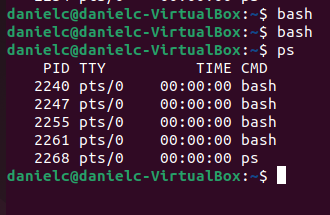 danielc@danielc-VirtualBox:~$ bash
danielc@danielc-VirtualBox:~$ bash
danielc@danielc-VirtualBox:~$ ps
    PID TTY          TIME CMD
   2240 pts/0    00:00:00 bash
   2247 pts/0    00:00:00 bash
   2255 pts/0    00:00:00 bash
   2261 pts/0    00:00:00 bash
   2268 pts/0    00:00:00 ps
danielc@danielc-VirtualBox:~$